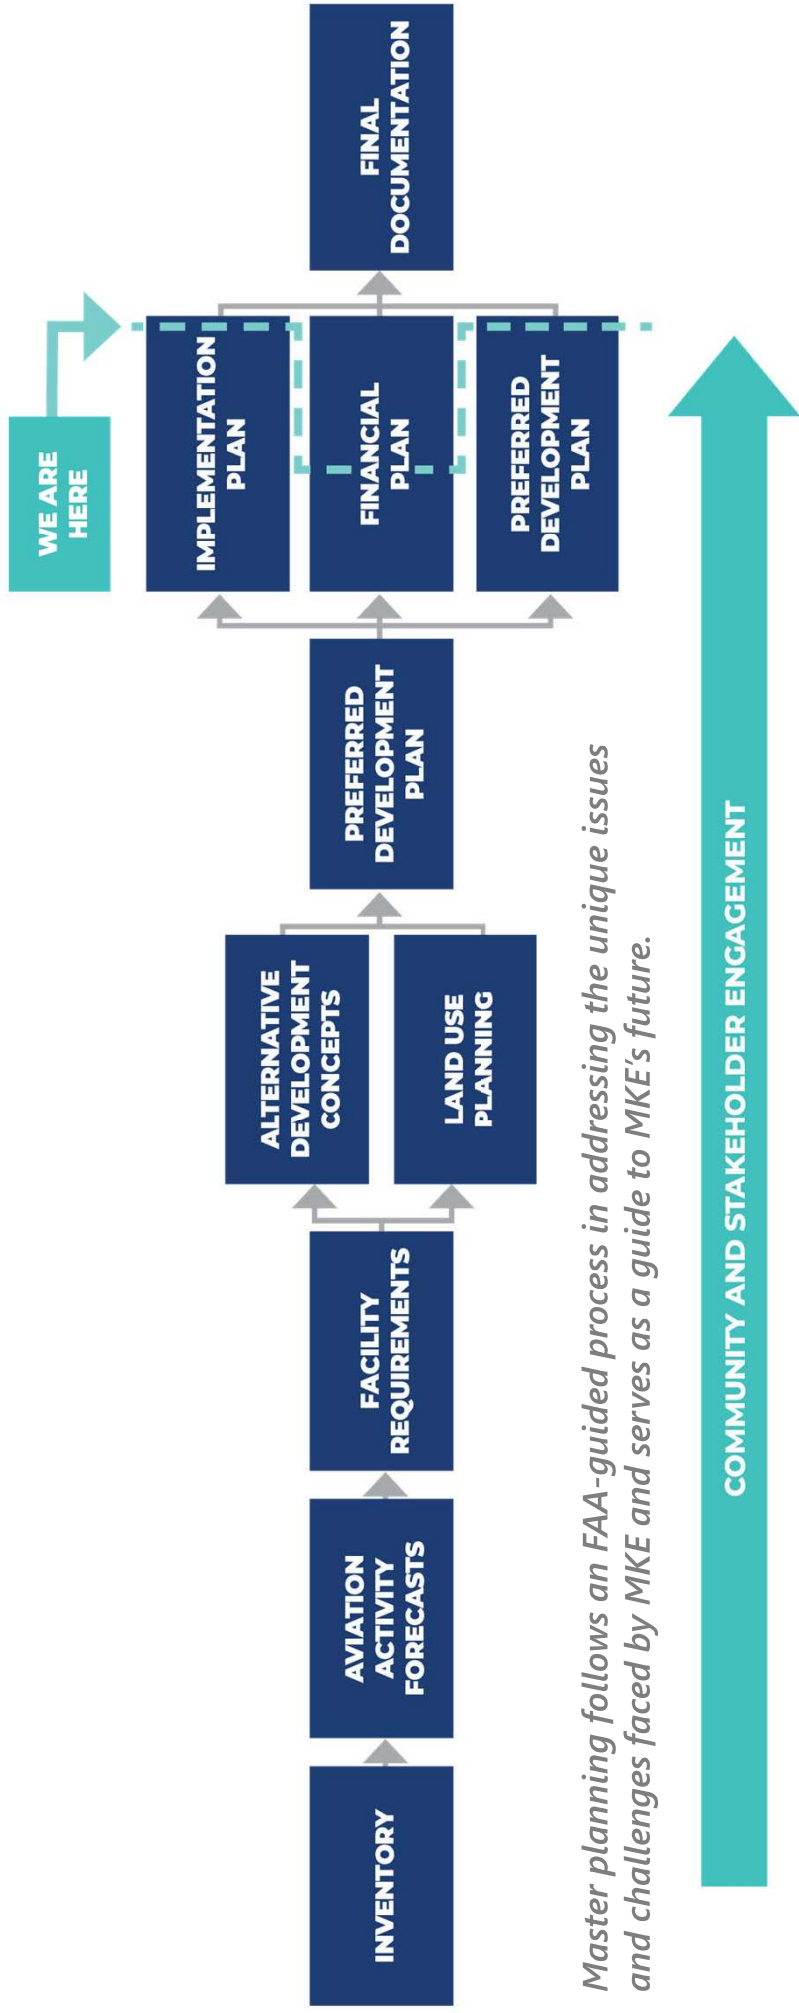 WE ARE
HERE
INVENTORY
AVIATION
ACTIVITY
FORECASTS
FACILITY
REQUIREMENTS
ALTERNATIVE
DEVELOPMENT
CONCEPTS
LAND USE
PLANNING
PREFERRED
DEVELOPMENT
PLAN
IMPLEMENTATION
PLAN
FINANCIAL
PLAN
PREFERRED
DEVELOPMENT
PLAN
FINAL
DOCUMENTATION
Master planning follows an FAA-guided process in addressing the unique issues
and challenges faced by MKE and serves as a guide to MKE's future.
COMMUNITY AND STAKEHOLDER ENGAGEMENT